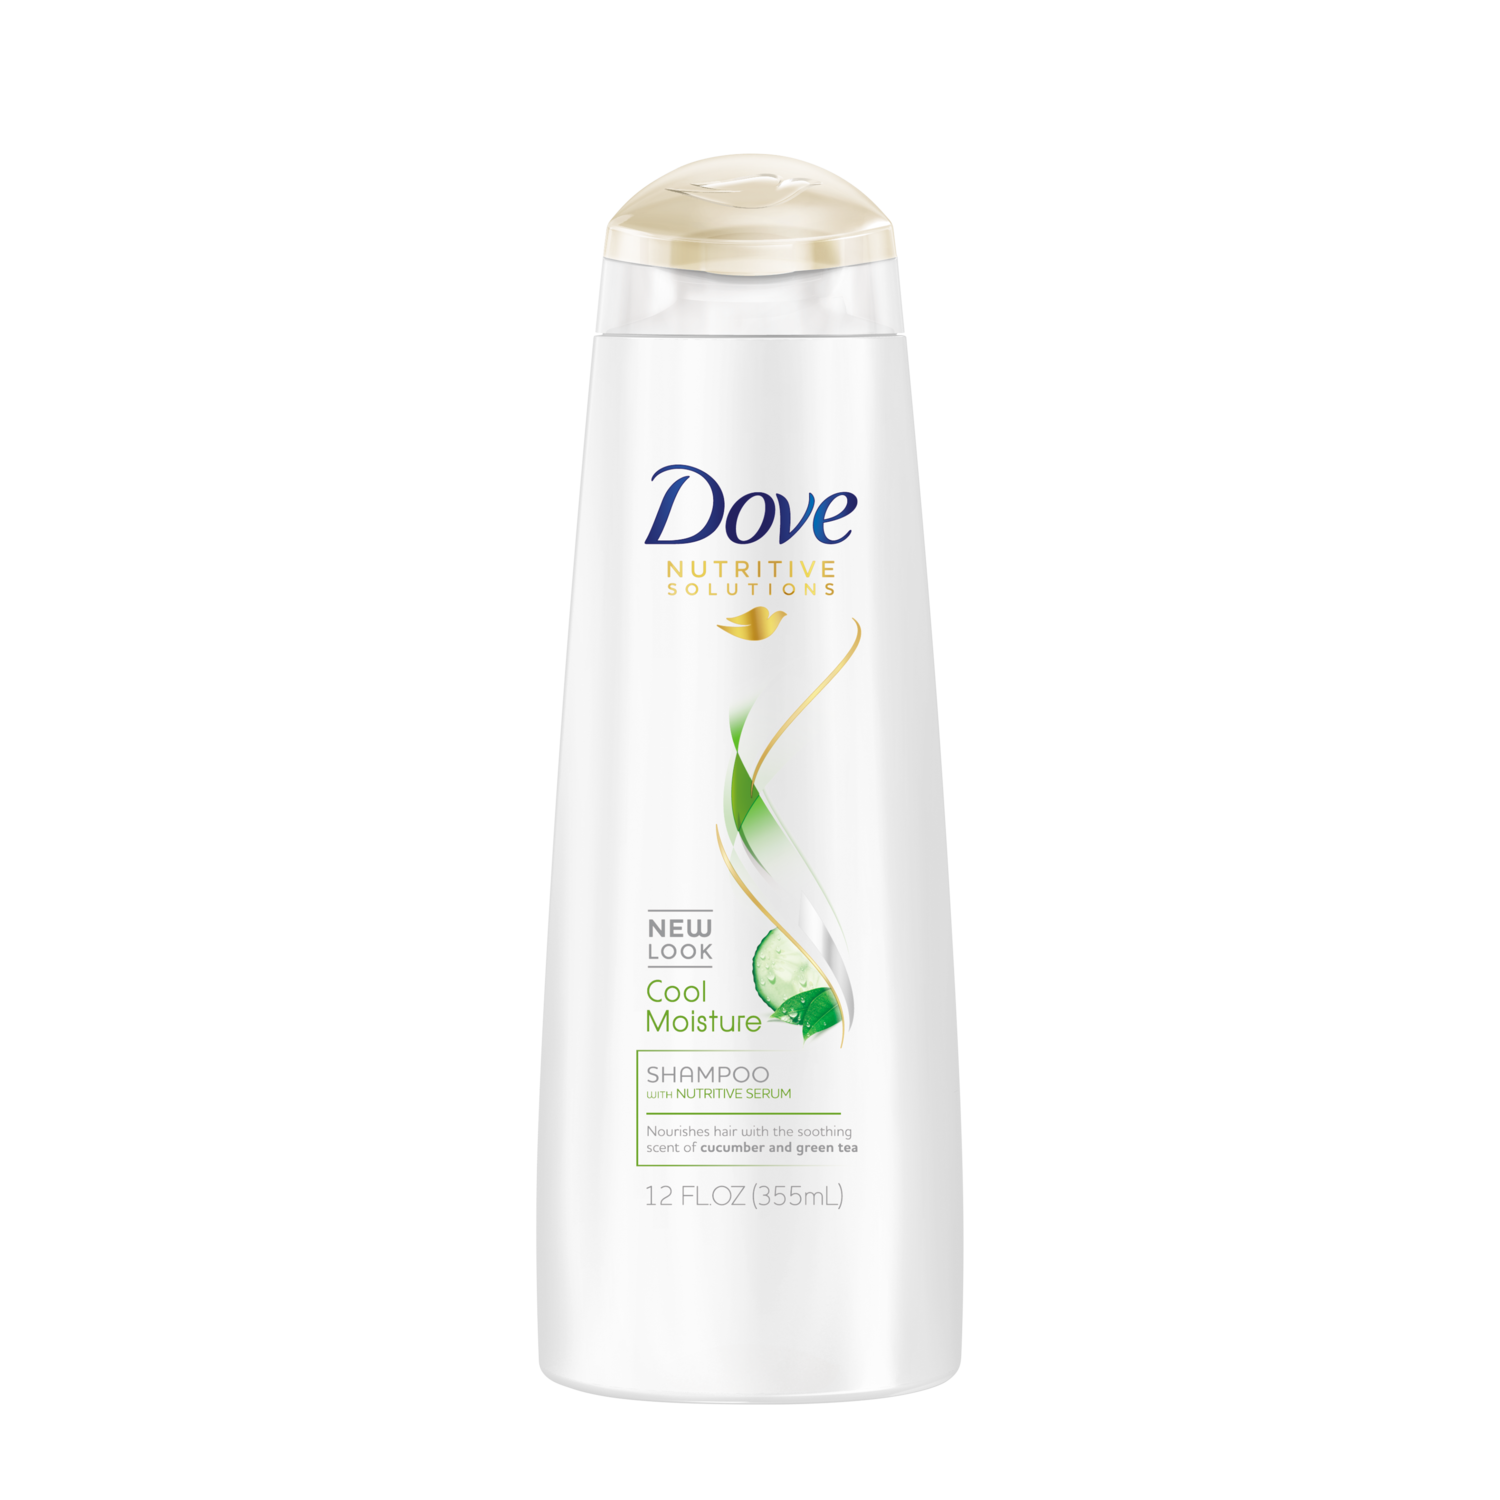 Dove
NUTRITIVE
SOLUTIONS
NEW
LOOK
Cool
Moisture
SHAMPOO
WITH NUTRITIVE SERUM
Nourishes hair with the soothing
scent of cucumber and green tea
12 FL.OZ (355mL)